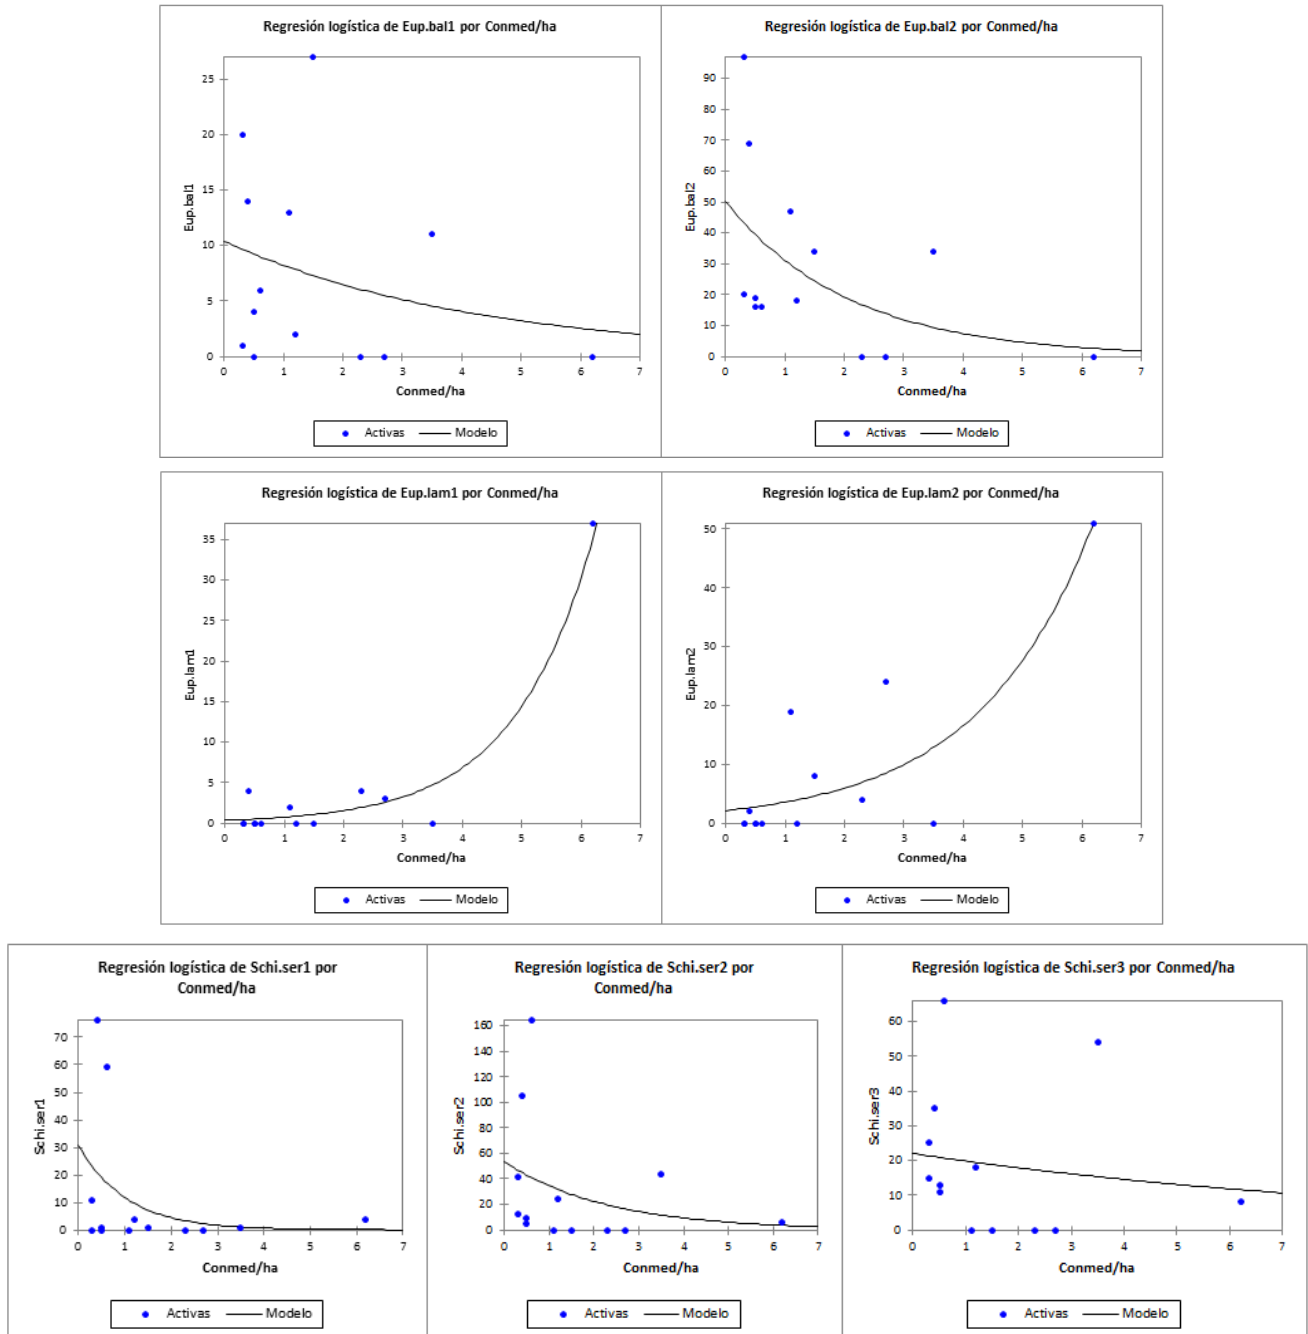 Regresión logística de Eup.bal1 por Conmed/ha
25
20
15
10
5
0
Eup.bal1
0 1 2 3 4 5 6 7
Conmed/ha
Activas Modelo
Regresión logística de Eup.bal2 por Conmed/ha
90
80
70
60
50
40
30
20
10
0
Eup.bal2
0 1 2 3 4 5 6 7
Conmed/ha
Activas Modelo
Regresión logística de Eup.lam1 por Conmed/ha
35
30
25
20
15
10
5
0
Eup.lam1
0 1 2 3 4 5 6 7
Conmed/ha
Activas Modelo
Regresión logística de Eup.lam2 por Conmed/ha
50
40
30
20
10
0
Eup.lam2
0 1 2 3 4 5 6 7
Conmed/ha
Activas Modelo
Regresión logística de Schi.ser1 por
Conmed/ha
70
60
50
40
30
20
10
0
Schi.ser1
0 1 2 3 4 5 6 7
Conmed/ha
Activas Modelo
Regresión logística de Schi.ser2 por
Conmed/ha
160
140
120
100
80
60
40
20
0
Schi.ser2
0 1 2 3 4 5 6 7
Conmed/ha
Activas Modelo
Regresión logística de Schi.ser3 por Conmed/ha
60
50
40
30
20
10
0
Schi.ser3
0 1 2 3 4 5 6 7
Conmed/ha
Activas Modelo